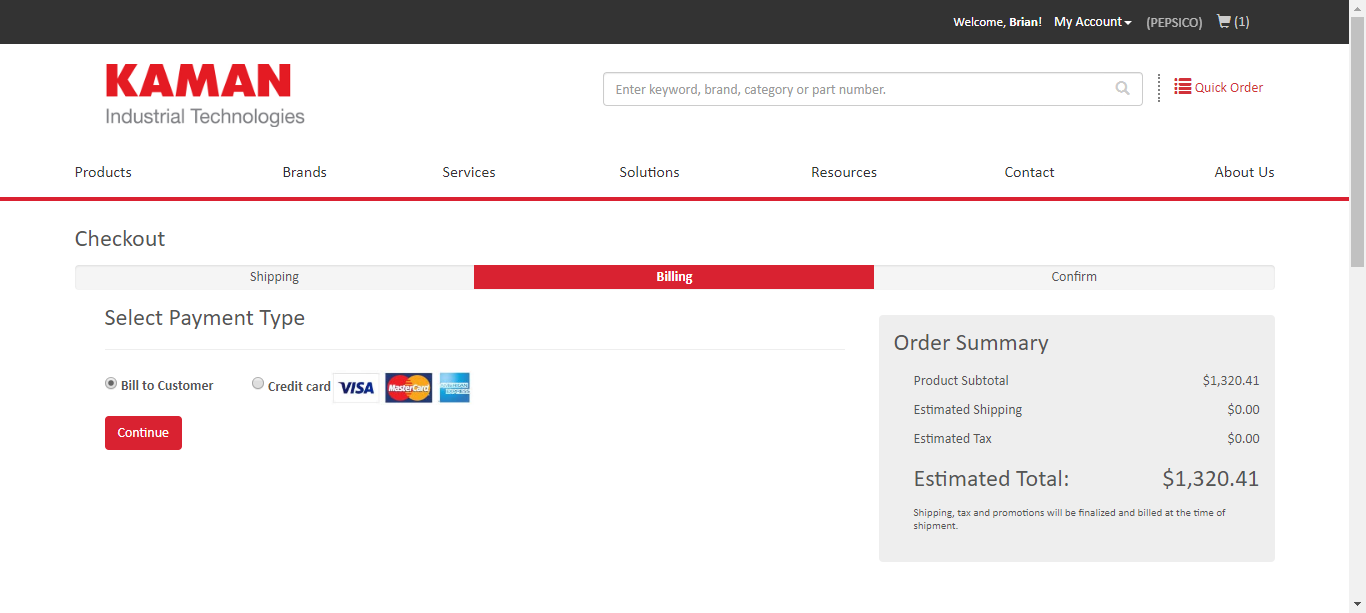 Welcome, Brian! My Account (PEPSICO) (1)
KAMAN
Industrial Technologies
Enter keyword, brand, category or part number.
Quick Order
Products Brands Services Solutions Resources Contact About Us
Checkout
Shipping Billing Confirm
Select Payment Type
Bill to Customer Credit card VISA MasterCard AMERICAN EXPRESS
Continue
Order Summary
Product Subtotal $1,320.41
Estimated Shipping $0.00
Estimated Tax $0.00
Estimated Total: $1,320.41
Shipping, tax and promotions will be finalized and billed at the time of
shipment.